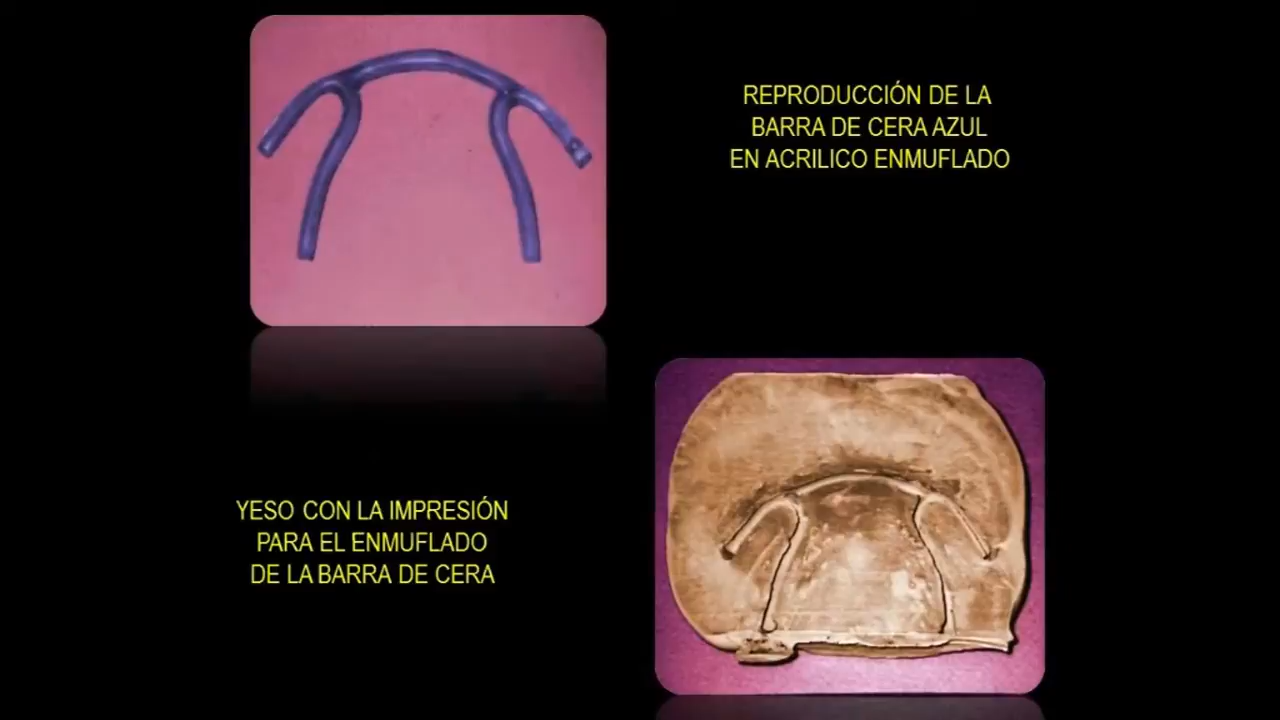 REPRODUCCIÓN DE LA
BARRA DE CERA AZUL
EN ACRILICO ENMUFLADO
YESO CON LA IMPRESIÓN
PARA EL ENMUFLADO
DE LA BARRA DE CERA